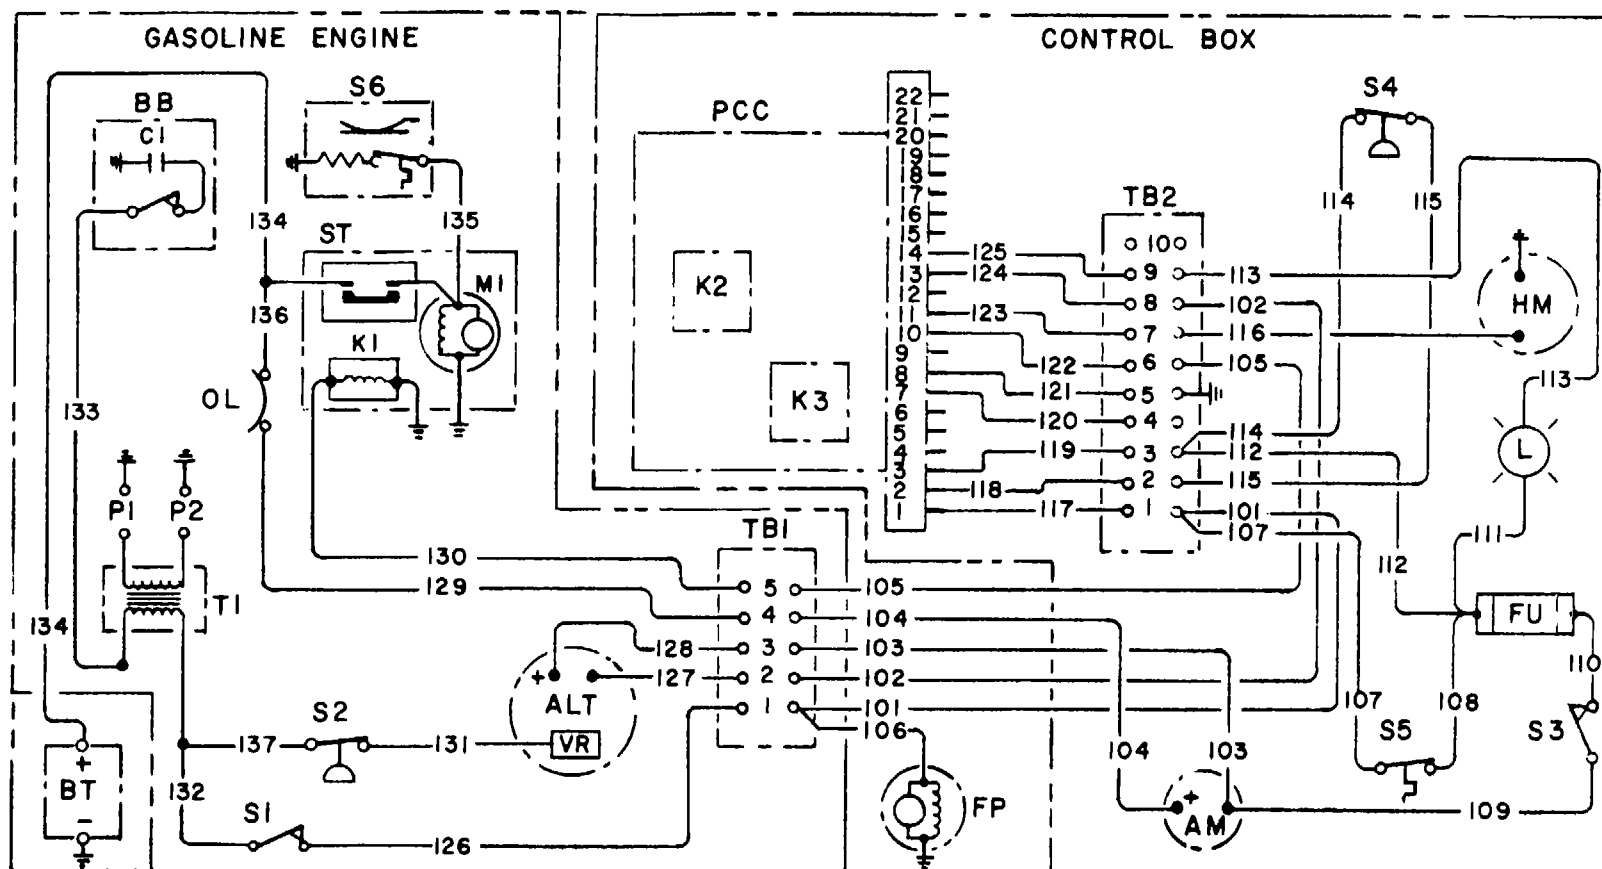 GASOLINE ENGINE
CONTROL BOX
BB
C1
S6
134
135
ST
M1
136
K1
OL
133
P1 P2
T1
134
130
129
TB1
5 105
4 104
128 3 103
127 2 102
1 101
106
+ ALT
VR
S2
137 131
132
S1
126
+
BT
-
FP
PCC
K2
K3
22
21
20
19
18
17
16
15
14
13
12
11
10
9
8
7
6
5
4
3
2
1
125
124
123
122
121
120
119
118
117
TB2
10
9 113
8 102
7 116
6 105
5
4
3 114
112
2 115
1 101
107
S4
114 115
HM
113
L
111
112
FU
110
107 108
S5 S3
104 103
+
AM
109